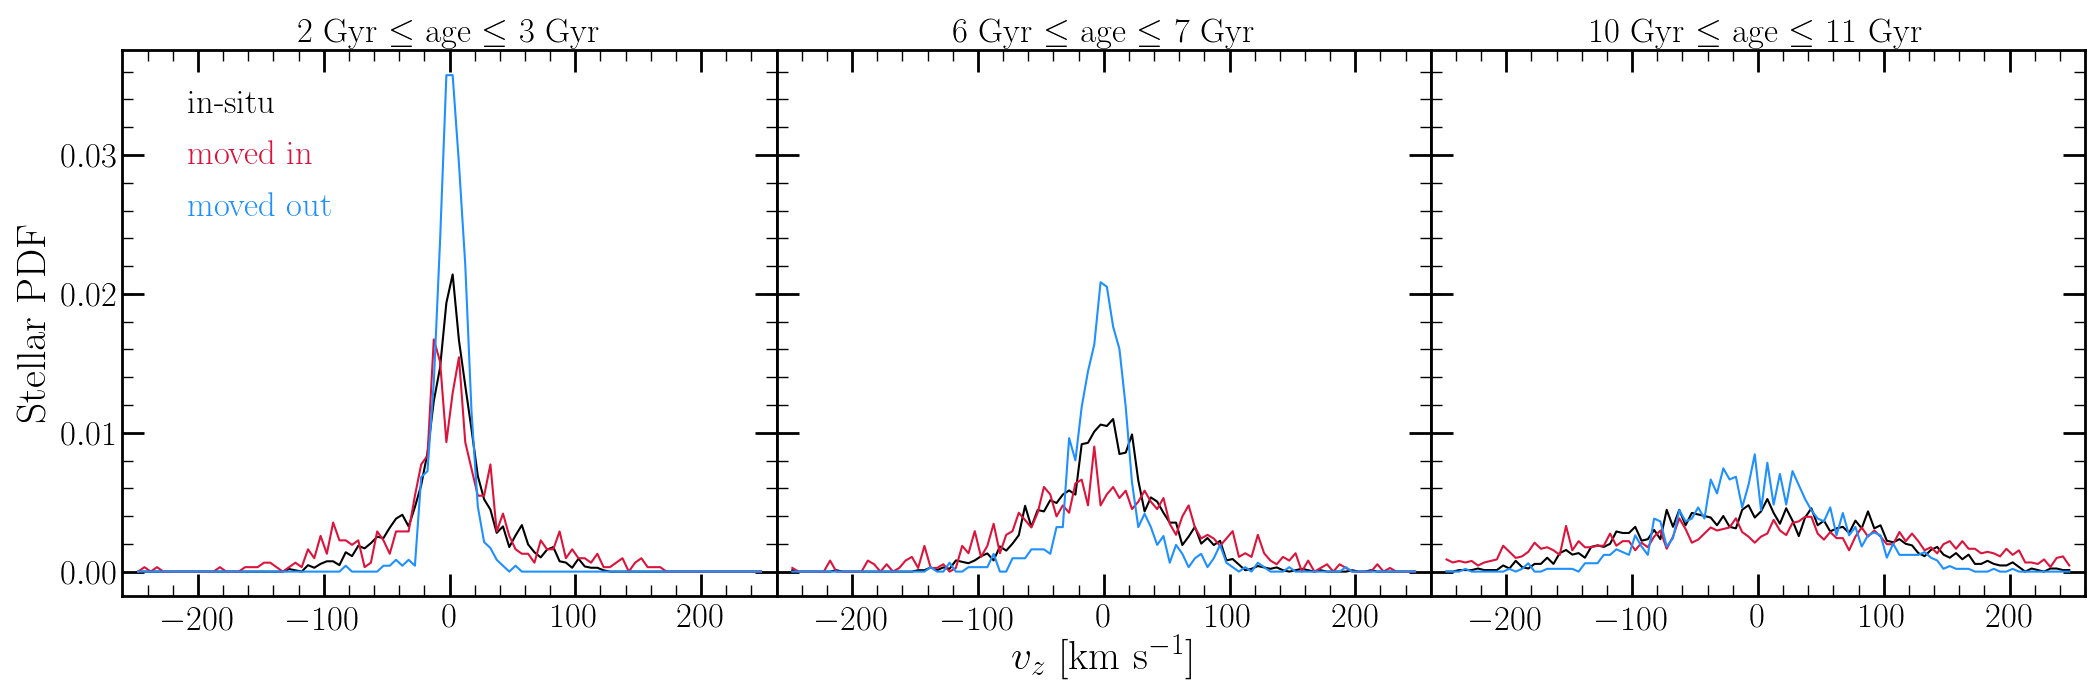 2 Gyr ≤ age ≤ 3 Gyr
6 Gyr ≤ age ≤ 7 Gyr
10 Gyr ≤ age ≤ 11 Gyr
in-situ
moved in
moved out
Stellar PDF
0.03
0.02
0.01
0.00
−200 −100 0 100 200
−200 −100 0 100 200
−200 −100 0 100 200
v_z [km s⁻¹]